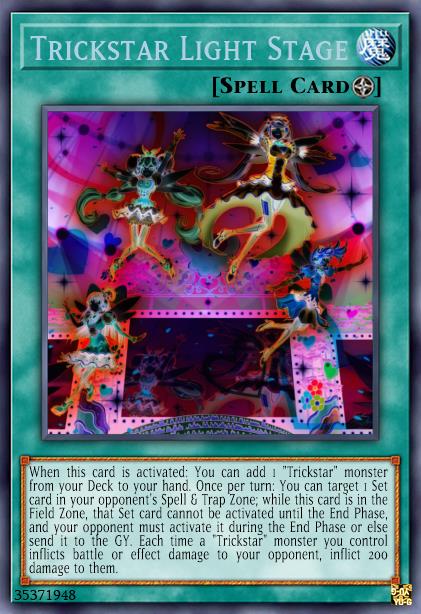 Trickstar Light Stage
魔
[Spell Card]
When this card is activated: You can add 1 "Trickstar" monster
from your Deck to your hand. Once per turn: You can target 1 Set
card in your opponent's Spell & Trap Zone; while this card is in the
Field Zone, that Set card cannot be activated until the End Phase,
and your opponent must activate it during the End Phase or else
send it to the GY. Each time a "Trickstar" monster you control
inflicts battle or effect damage to your opponent, inflict 200
damage to them.
35371948